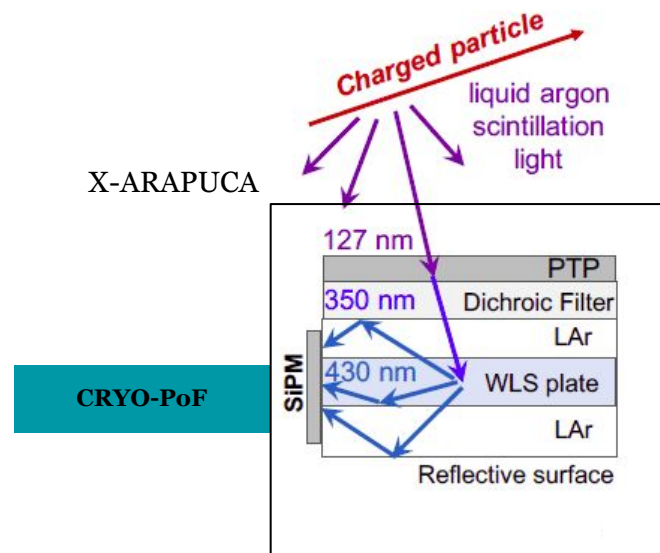 Charged particle
liquid argon
scintillation
light
X-ARAPUCA
127 nm
PTP
350 nm
Dichroic Filter
LAr
430 nm
WLS plate
SiPM
CRYO-PoF
LAr
Reflective surface